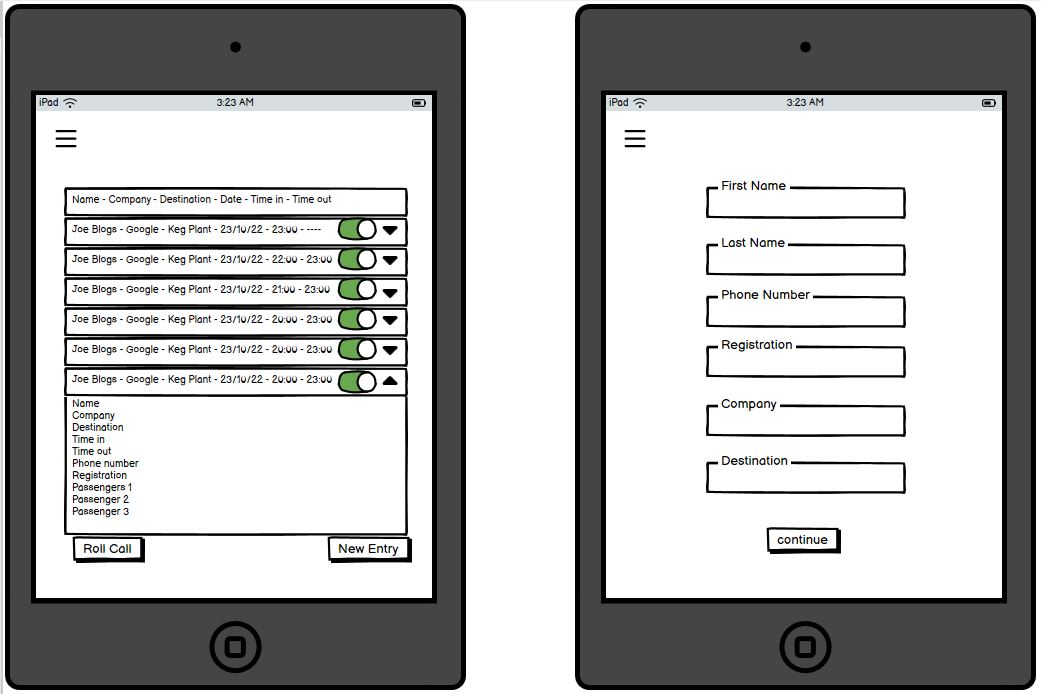 iPad 3:23 AM
Name - Company - Destination - Date - Time in - Time out
Joe Blogs - Google - Keg Plant - 23/10/22 - 23:00 - ----
Joe Blogs - Google - Keg Plant - 23/10/22 - 22:00 - 23:00
Joe Blogs - Google - Keg Plant - 23/10/22 - 21:00 - 23:00
Joe Blogs - Google - Keg Plant - 23/10/22 - 20:00 - 23:00
Joe Blogs - Google - Keg Plant - 23/10/22 - 20:00 - 23:00
Joe Blogs - Google - Keg Plant - 23/10/22 - 20:00 - 23:00
Name
Company
Destination
Time in
Time out
Phone number
Registration
Passengers 1
Passenger 2
Passenger 3
Roll Call New Entry
iPad 3:23 AM
First Name
Last Name
Phone Number
Registration
Company
Destination
continue